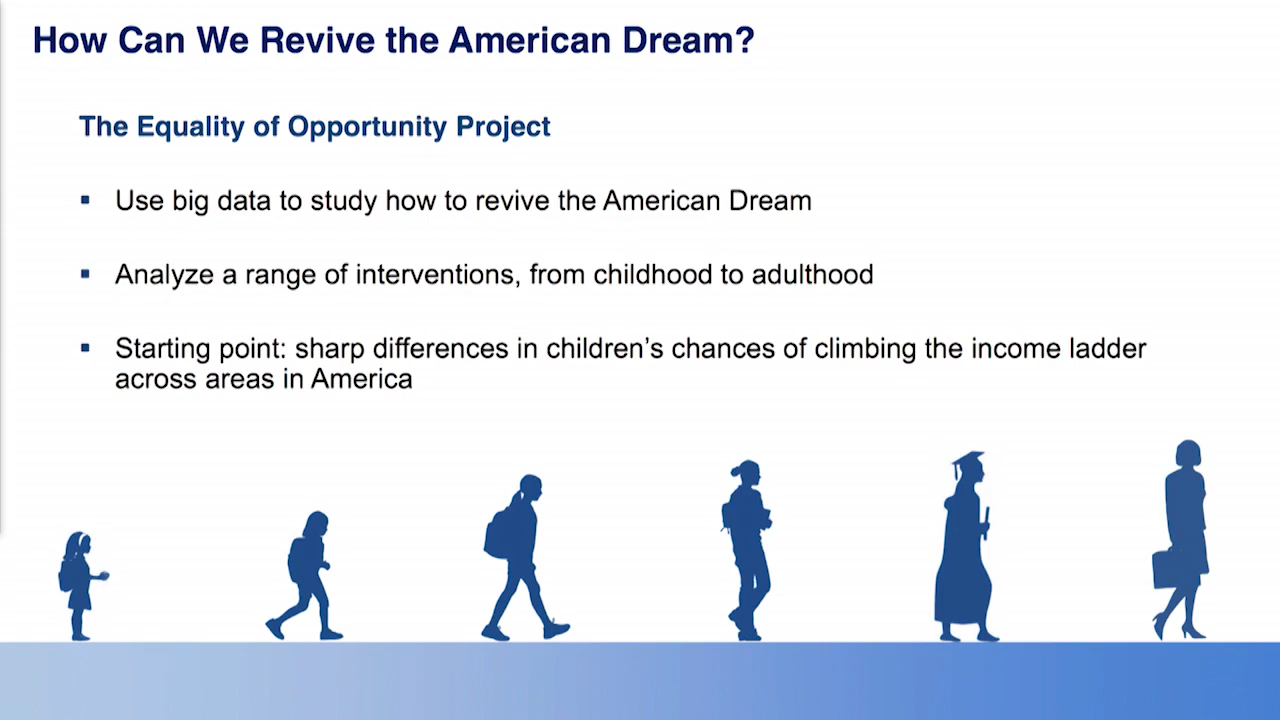 How Can We Revive the American Dream?
The Equality of Opportunity Project
▪ Use big data to study how to revive the American Dream
▪ Analyze a range of interventions, from childhood to adulthood
▪ Starting point: sharp differences in children’s chances of climbing the income ladder
across areas in America